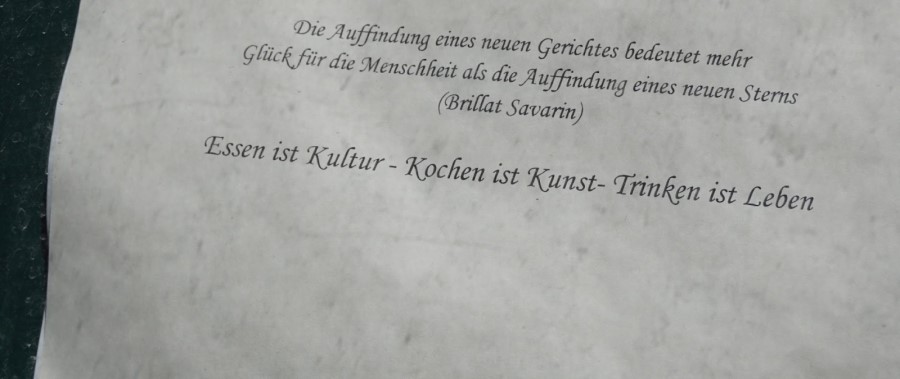 Die Auffindung eines neuen Gerichtes bedeutet mehr
Glück für die Menschheit als die Auffindung eines neuen Sterns
(Brillat Savarin)
Essen ist Kultur - Kochen ist Kunst- Trinken ist Leben